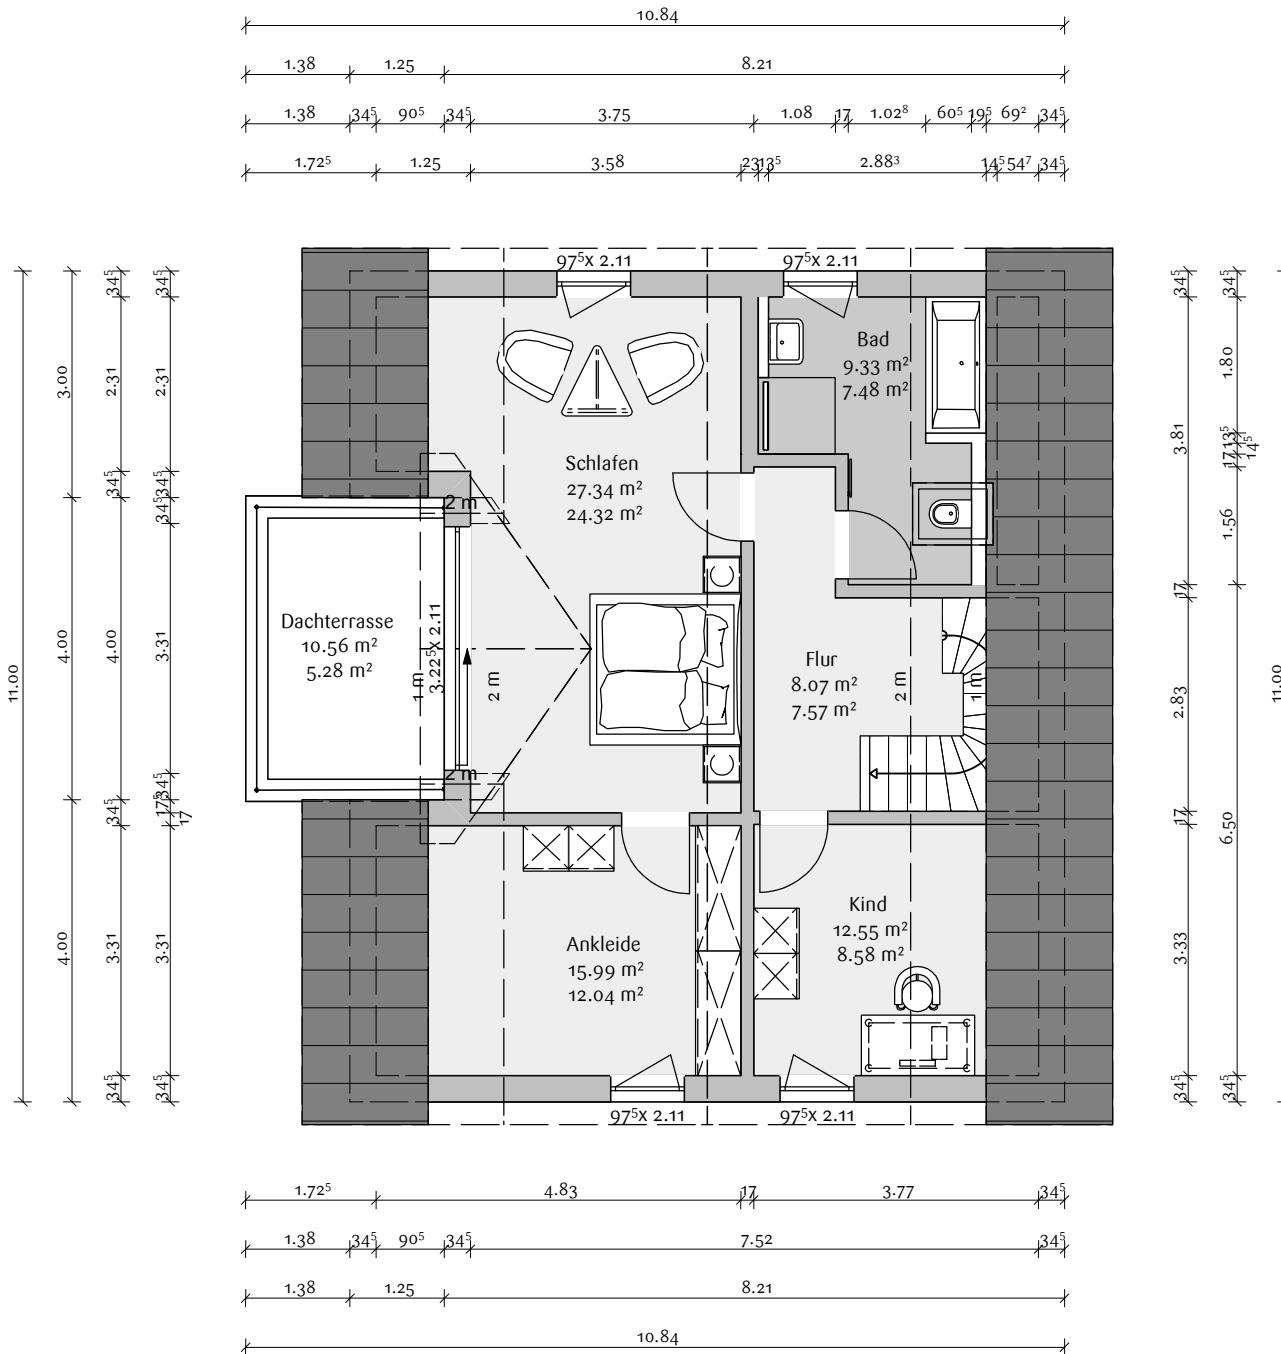 10.84
1.38 1.25 8.21
1.38 34⁵ 90⁵ 34⁵ 3.75 1.08 17 1.02⁸ 60⁵ 19⁵ 69² 34⁵
1.72⁵ 1.25 3.58 23 13⁵ 2.88³ 14⁵ 54⁷ 34⁵
97⁵x 2.11 97⁵x 2.11
11.00
3.00 4.00 4.00
34⁵ 2.31 34⁵ 4.00 34⁵ 3.31 34⁵
34⁵ 2.31 34⁵ 34⁵ 3.31 34⁵ 17⁵ 17 3.31 34⁵
Bad
9.33 m²
7.48 m²
Schlafen
27.34 m²
24.32 m²
2 m
Dachterrasse
10.56 m²
5.28 m²
1 m
3.22⁵x 2.11
2 m
2 m
Flur
8.07 m²
7.57 m²
2 m
1 m
Kind
12.55 m²
8.58 m²
Ankleide
15.99 m²
12.04 m²
34⁵ 3.81 17 2.83 17 3.33 34⁵
34⁵ 1.80 13⁵ 14⁵ 17 1.56 6.50 34⁵
11.00
97⁵x 2.11 97⁵x 2.11
1.72⁵ 4.83 17 3.77 34⁵
1.38 34⁵ 90⁵ 34⁵ 7.52 34⁵
1.38 1.25 8.21
10.84